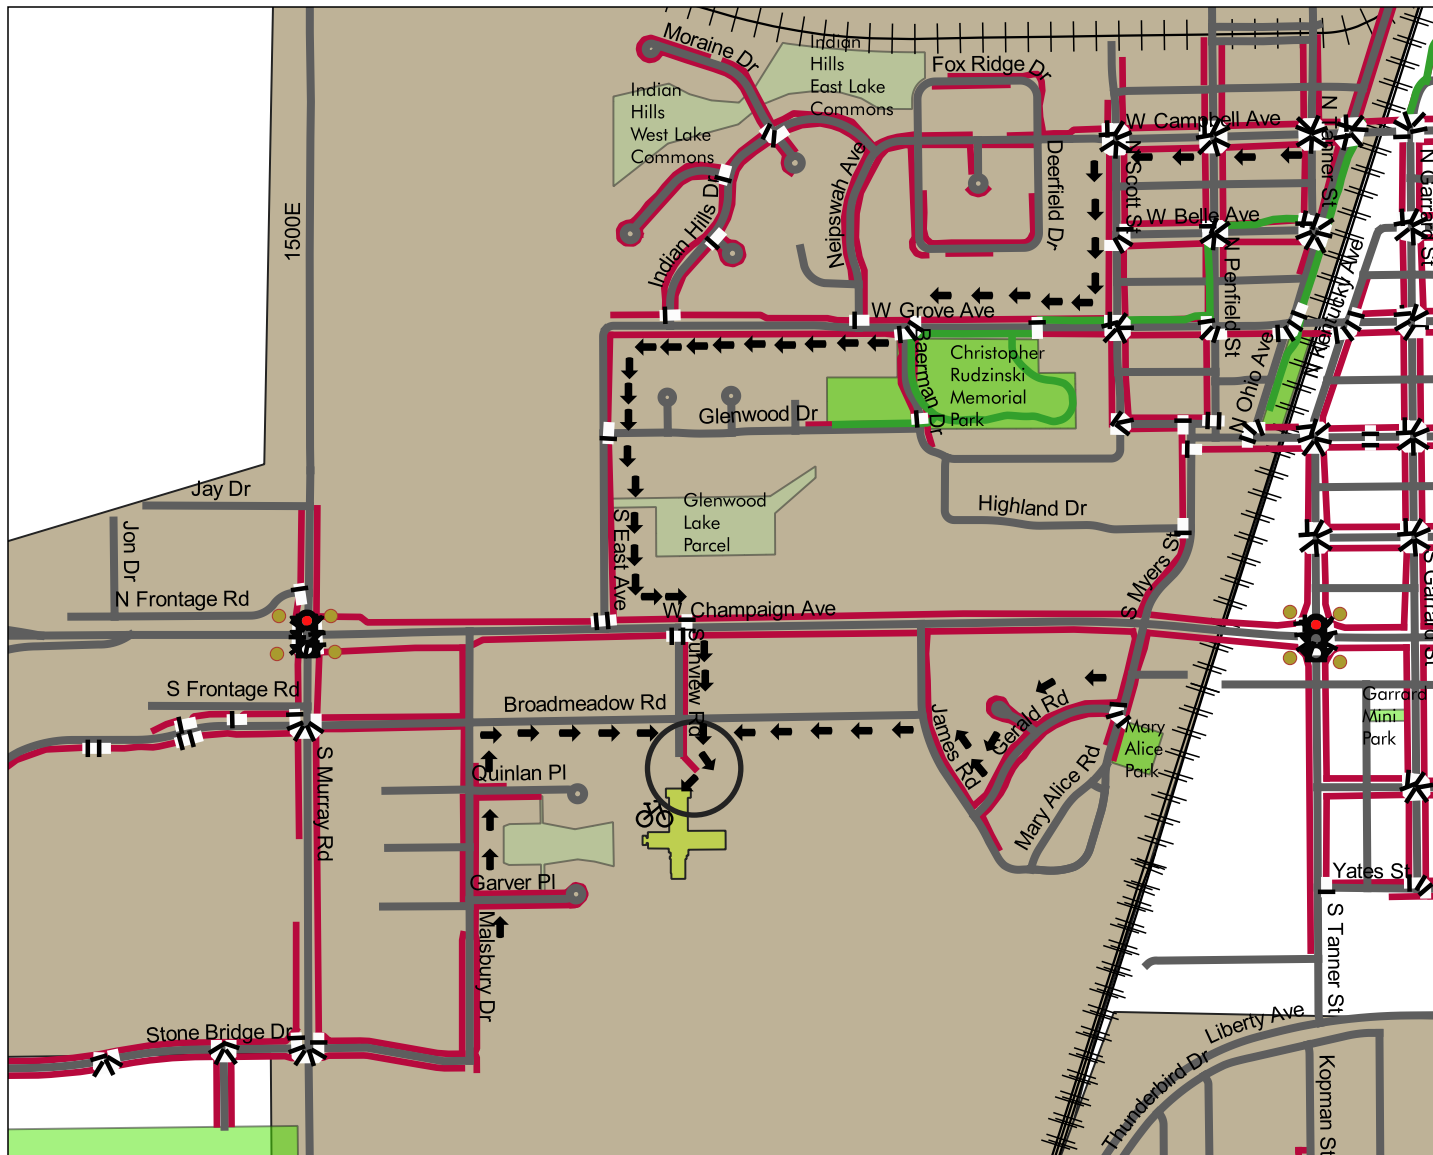 Moraine Dr
Indian
Hills
East Lake
Commons
Fox Ridge Dr
Indian
Hills
West Lake
Commons
W Campbell Ave
N Tanner St
N Scott St
N Garrard St
Neipswah Ave
Deerfield Dr
Indian Hills Dr
W Belle Ave
1500E
N Penfield St
N Kentucky Ave
W Grove Ave
Baerman Dr
Christopher
Rudzinski
Memorial
Park
N Ohio Ave
Glenwood Dr
Jay Dr
Glenwood
Lake
Parcel
Highland Dr
Jon Dr
S East Ave
S Myers St
S Garrard St
N Frontage Rd
W Champaign Ave
Sunview Rd
S Frontage Rd
Broadmeadow Rd
James Rd
Gerald Rd
Garrard
Mini
Park
Mary
Alice
Park
S Murray Rd
Quinlan Pl
Mary Alice Rd
Garver Pl
Yates St
Malsbury Dr
S Tanner St
Stone Bridge Dr
Liberty Ave
Thunderbird Dr
Kopman St